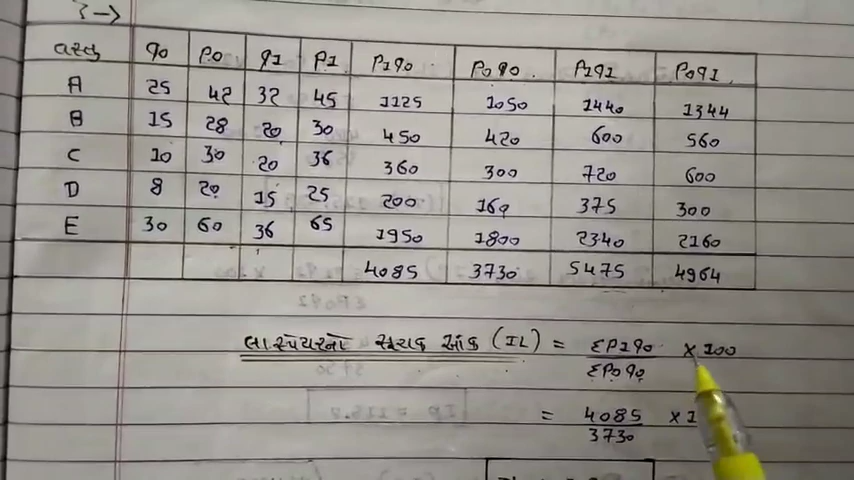 ર →
વસ્તુ q0 P0 q1 P1 P1q0 P0q0 P1q1 P0q1
A 25 42 32 45 1125 1050 1440 1344
B 15 28 20 30 450 420 600 560
C 10 30 20 36 360 300 720 600
D 8 20 15 25 200 160 375 300
E 30 60 36 65 1950 1800 2340 2160
4085 3730 5475 4964
લાસ્પેયરનો સૂચક આંક (IL) = ΣP1q0 / ΣP0q0 × 100
= 4085 / 3730 × 1